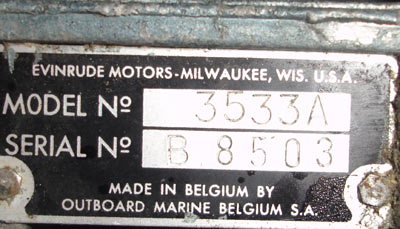 EVINRUDE MOTORS-MILWAUKEE, WIS. U.S.A.
MODEL Nº 3533A
SERIAL Nº B 8503
MADE IN BELGIUM BY
OUTBOARD MARINE BELGIUM S.A.